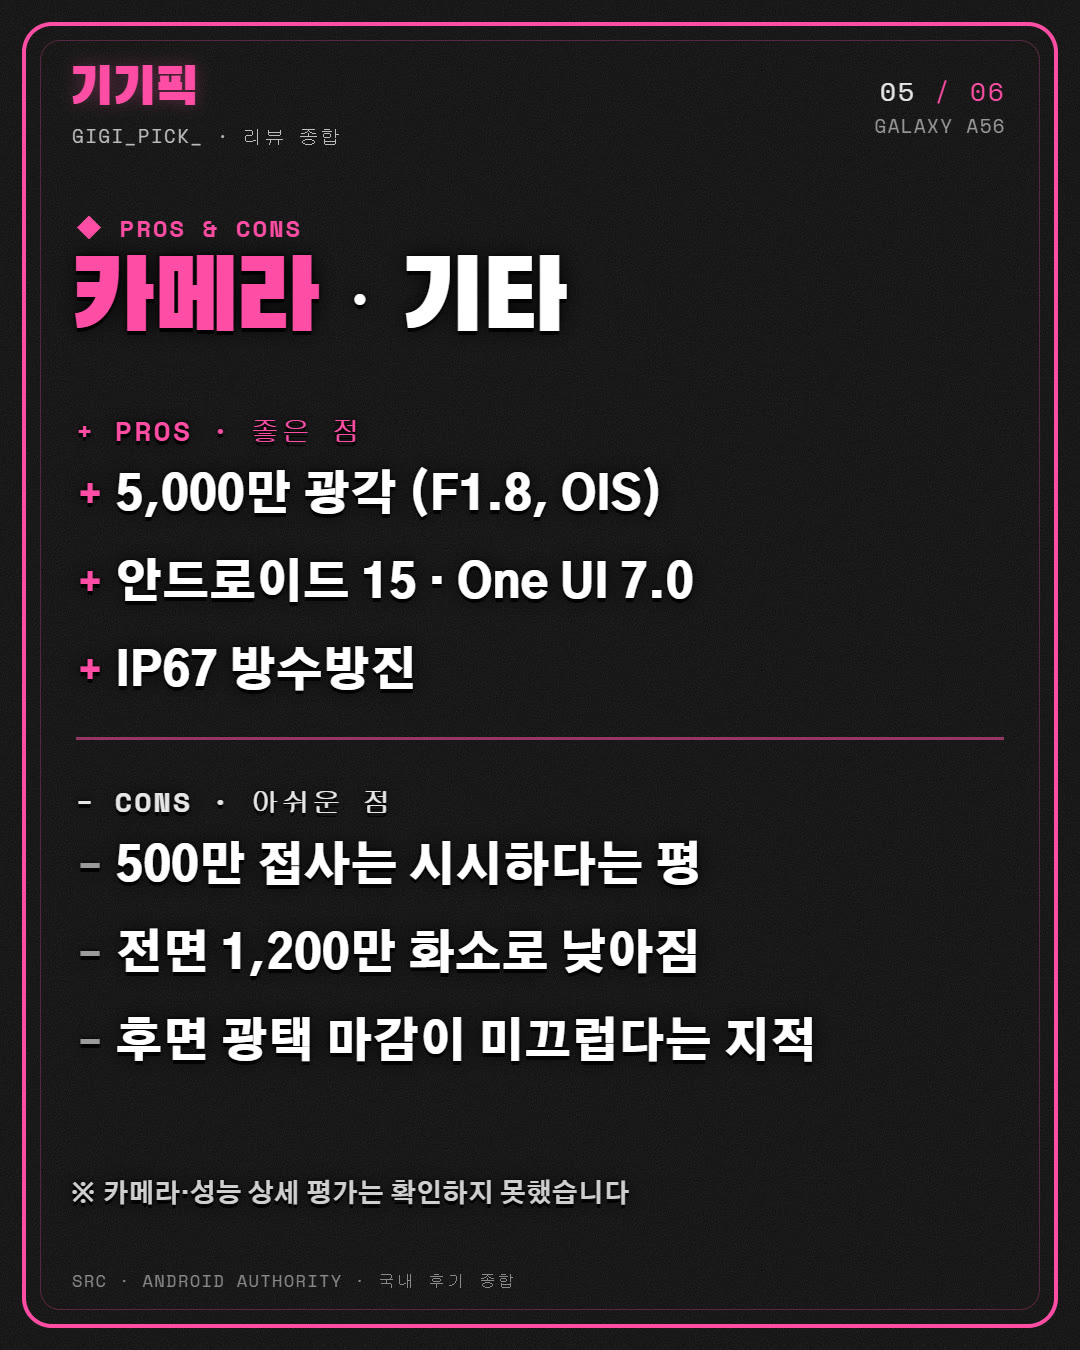 기기픽
GIGI_PICK_ · 리뷰 종합
05 / 06
GALAXY A56
◆ PROS & CONS
카메라 · 기타
+ PROS · 좋은 점
+ 5,000만 광각 (F1.8, OIS)
+ 안드로이드 15 · One UI 7.0
+ IP67 방수방진
- CONS · 아쉬운 점
- 500만 접사는 시시하다는 평
- 전면 1,200만 화소로 낮아짐
- 후면 광택 마감이 미끄럽다는 지적
※ 카메라·성능 상세 평가는 확인하지 못했습니다
SRC · ANDROID AUTHORITY · 국내 후기 종합